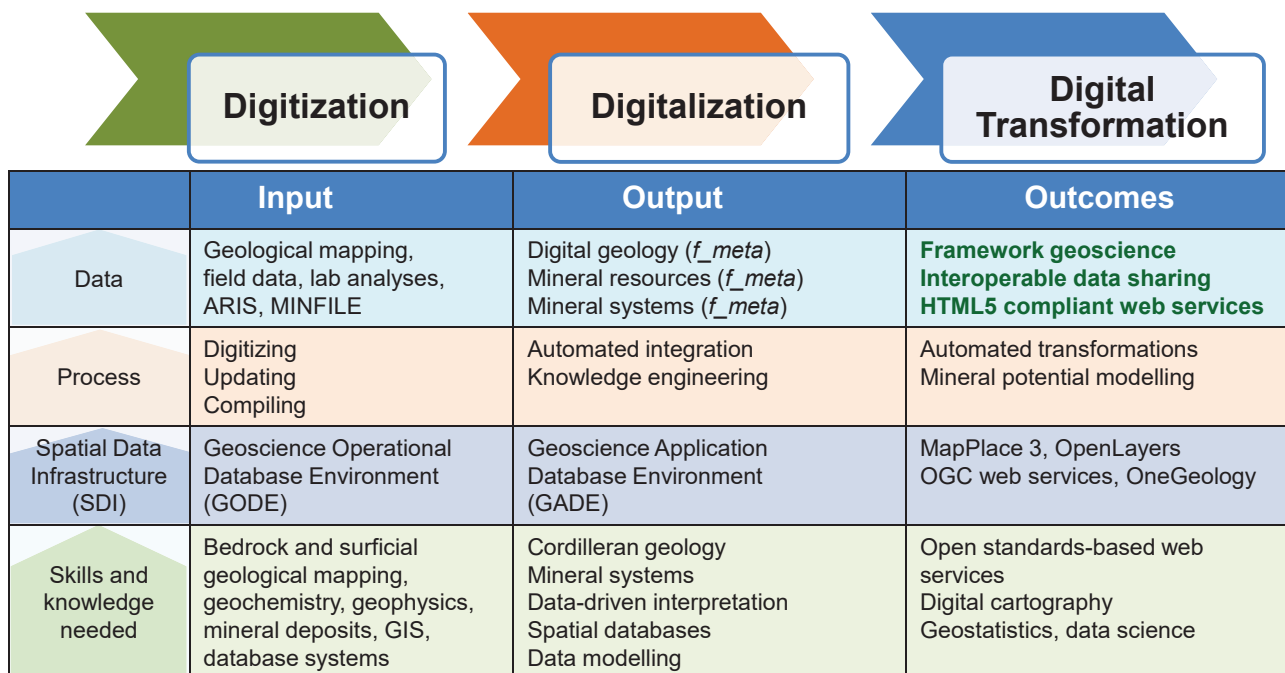 Digitization
Digitalization
Digital
Transformation
Input
Output
Outcomes
Data
Geological mapping,
field data, lab analyses,
ARIS, MINFILE
Digital geology (f_meta)
Mineral resources (f_meta)
Mineral systems (f_meta)
Framework geoscience
Interoperable data sharing
HTML5 compliant web services
Process
Digitizing
Updating
Compiling
Automated integration
Knowledge engineering
Automated transformations
Mineral potential modelling
Spatial Data
Infrastructure
(SDI)
Geoscience Operational
Database Environment
(GODE)
Geoscience Application
Database Environment
(GADE)
MapPlace 3, OpenLayers
OGC web services, OneGeology
Skills and
knowledge
needed
Bedrock and surficial
geological mapping,
geochemistry, geophysics,
mineral deposits, GIS,
database systems
Cordilleran geology
Mineral systems
Data-driven interpretation
Spatial databases
Data modelling
Open standards-based web
services
Digital cartography
Geostatistics, data science